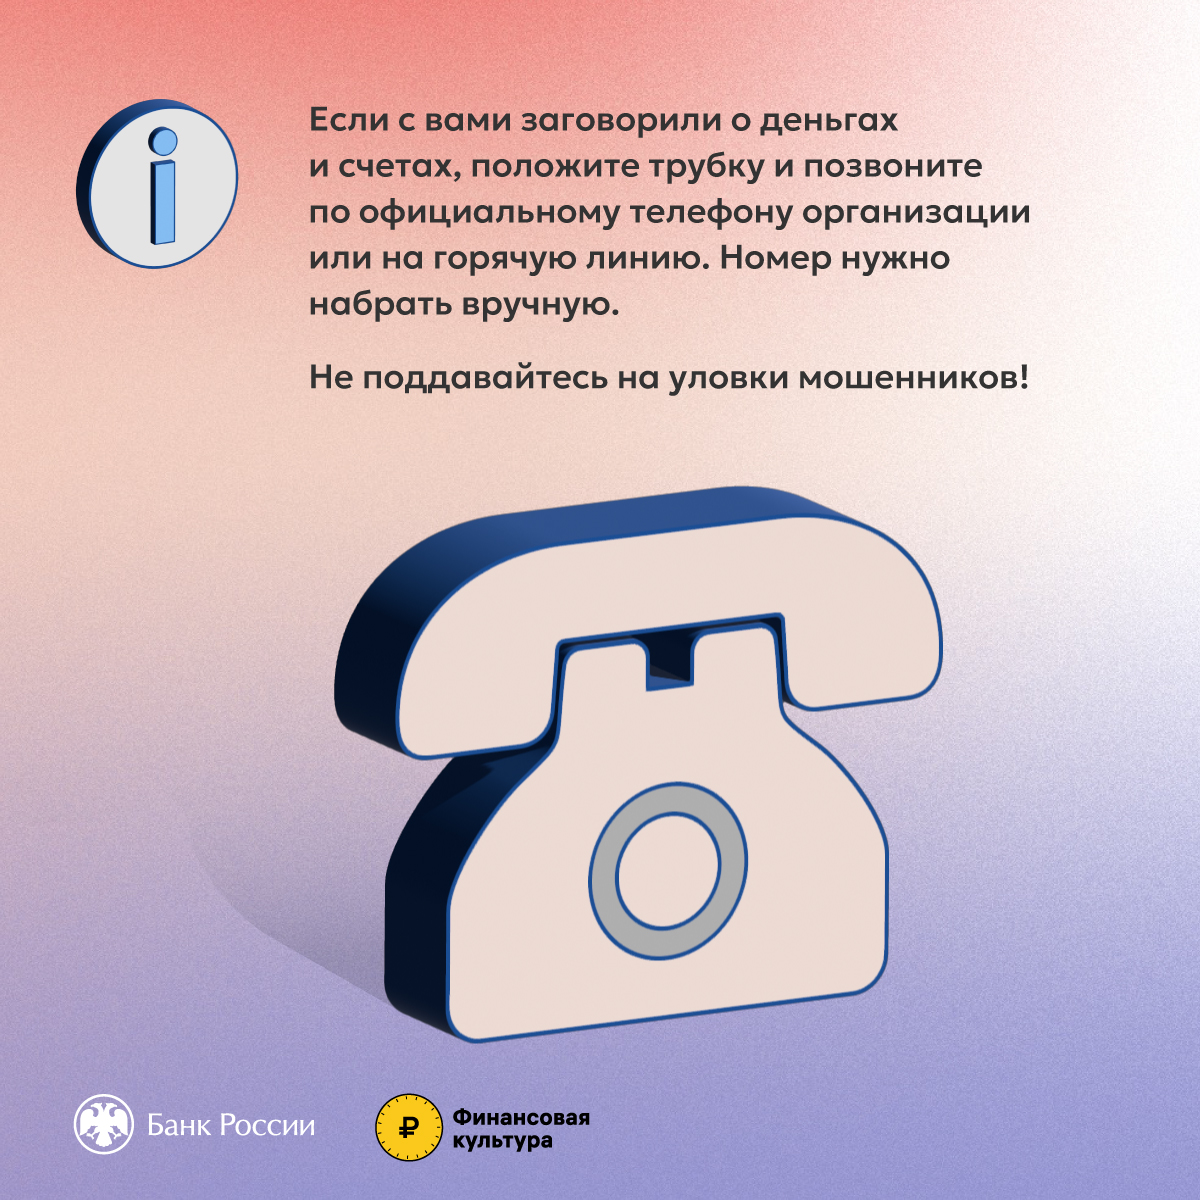 Если с вами заговорили о деньгах
и счетах, положите трубку и позвоните
по официальному телефону организации
или на горячую линию. Номер нужно
набрать вручную.
Не поддавайтесь на уловки мошенников!
Банк России
Финансовая
культура